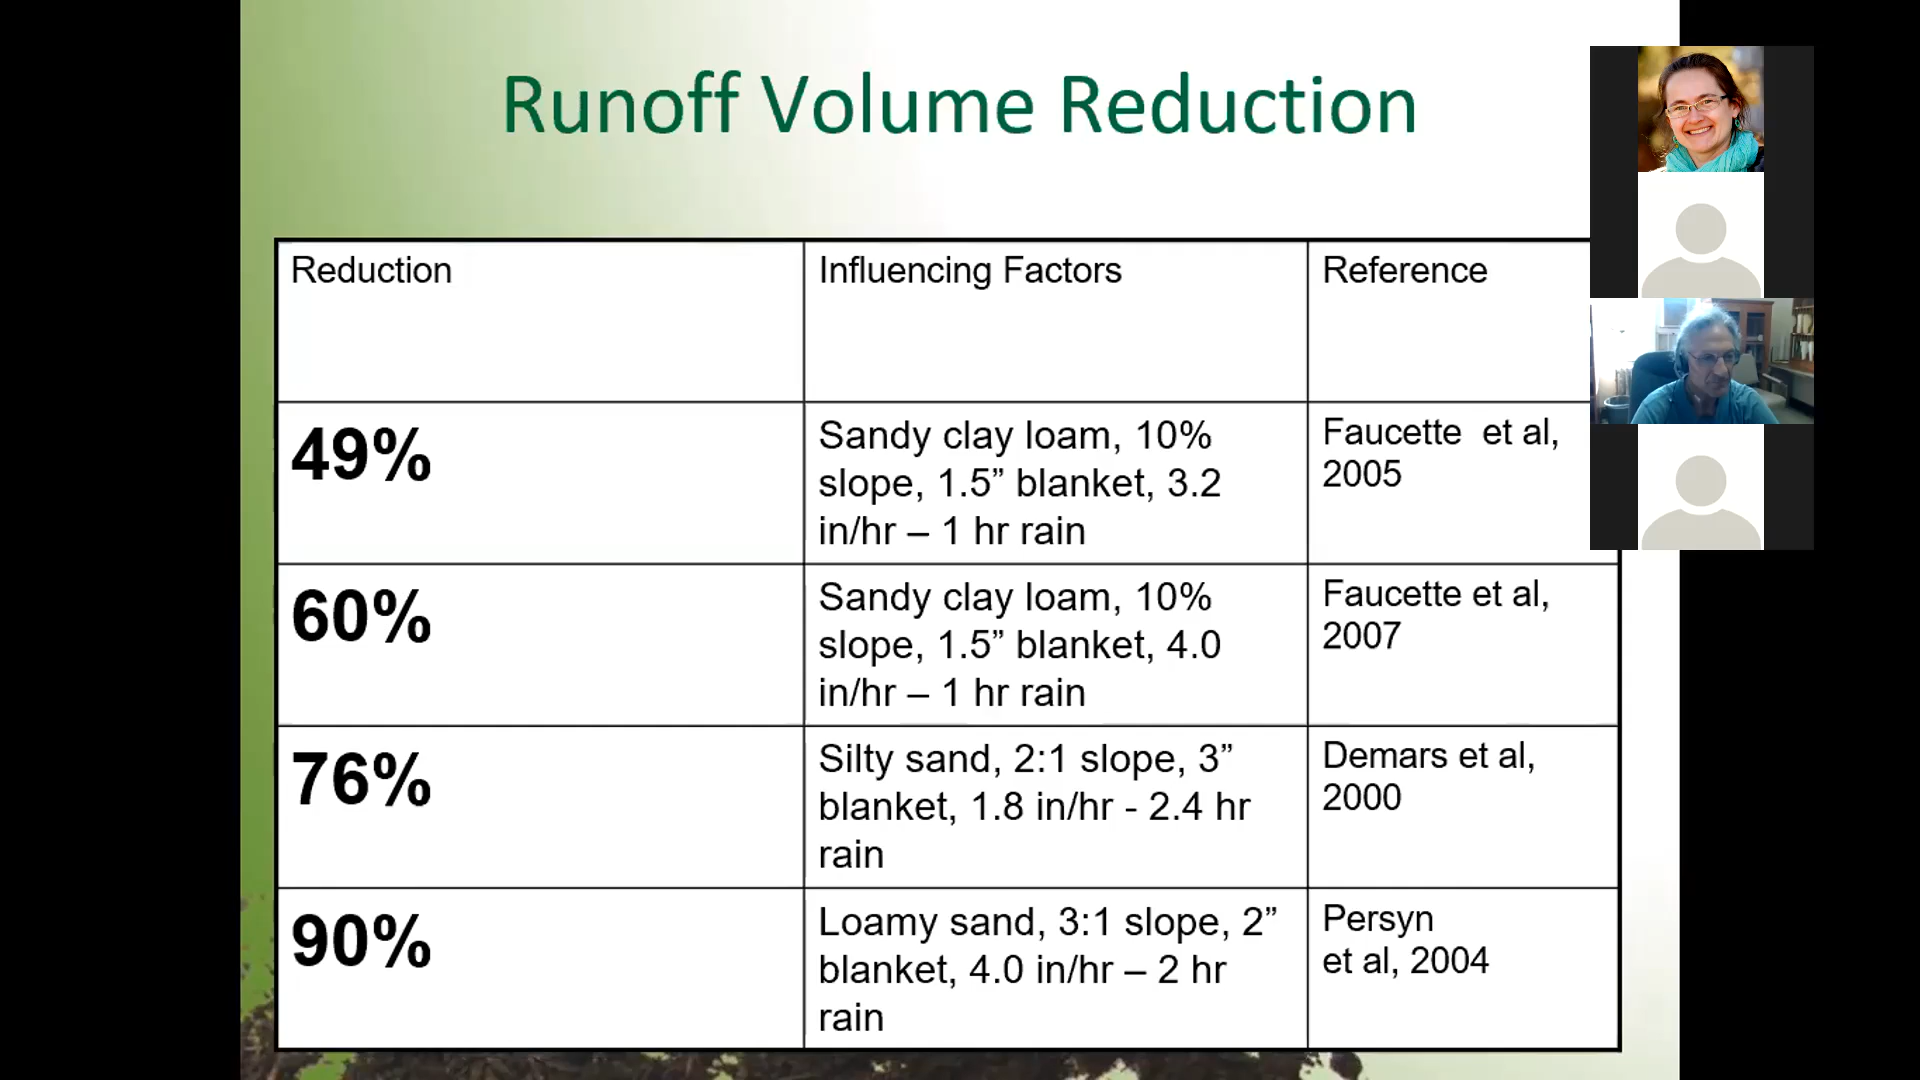 Runoff Volume Reduction
Reduction
Influencing Factors
Reference
49%
Sandy clay loam, 10%
slope, 1.5” blanket, 3.2
in/hr – 1 hr rain
Faucette et al,
2005
60%
Sandy clay loam, 10%
slope, 1.5” blanket, 4.0
in/hr – 1 hr rain
Faucette et al,
2007
76%
Silty sand, 2:1 slope, 3”
blanket, 1.8 in/hr - 2.4 hr
rain
Demars et al,
2000
90%
Loamy sand, 3:1 slope, 2”
blanket, 4.0 in/hr – 2 hr
rain
Persyn
et al, 2004